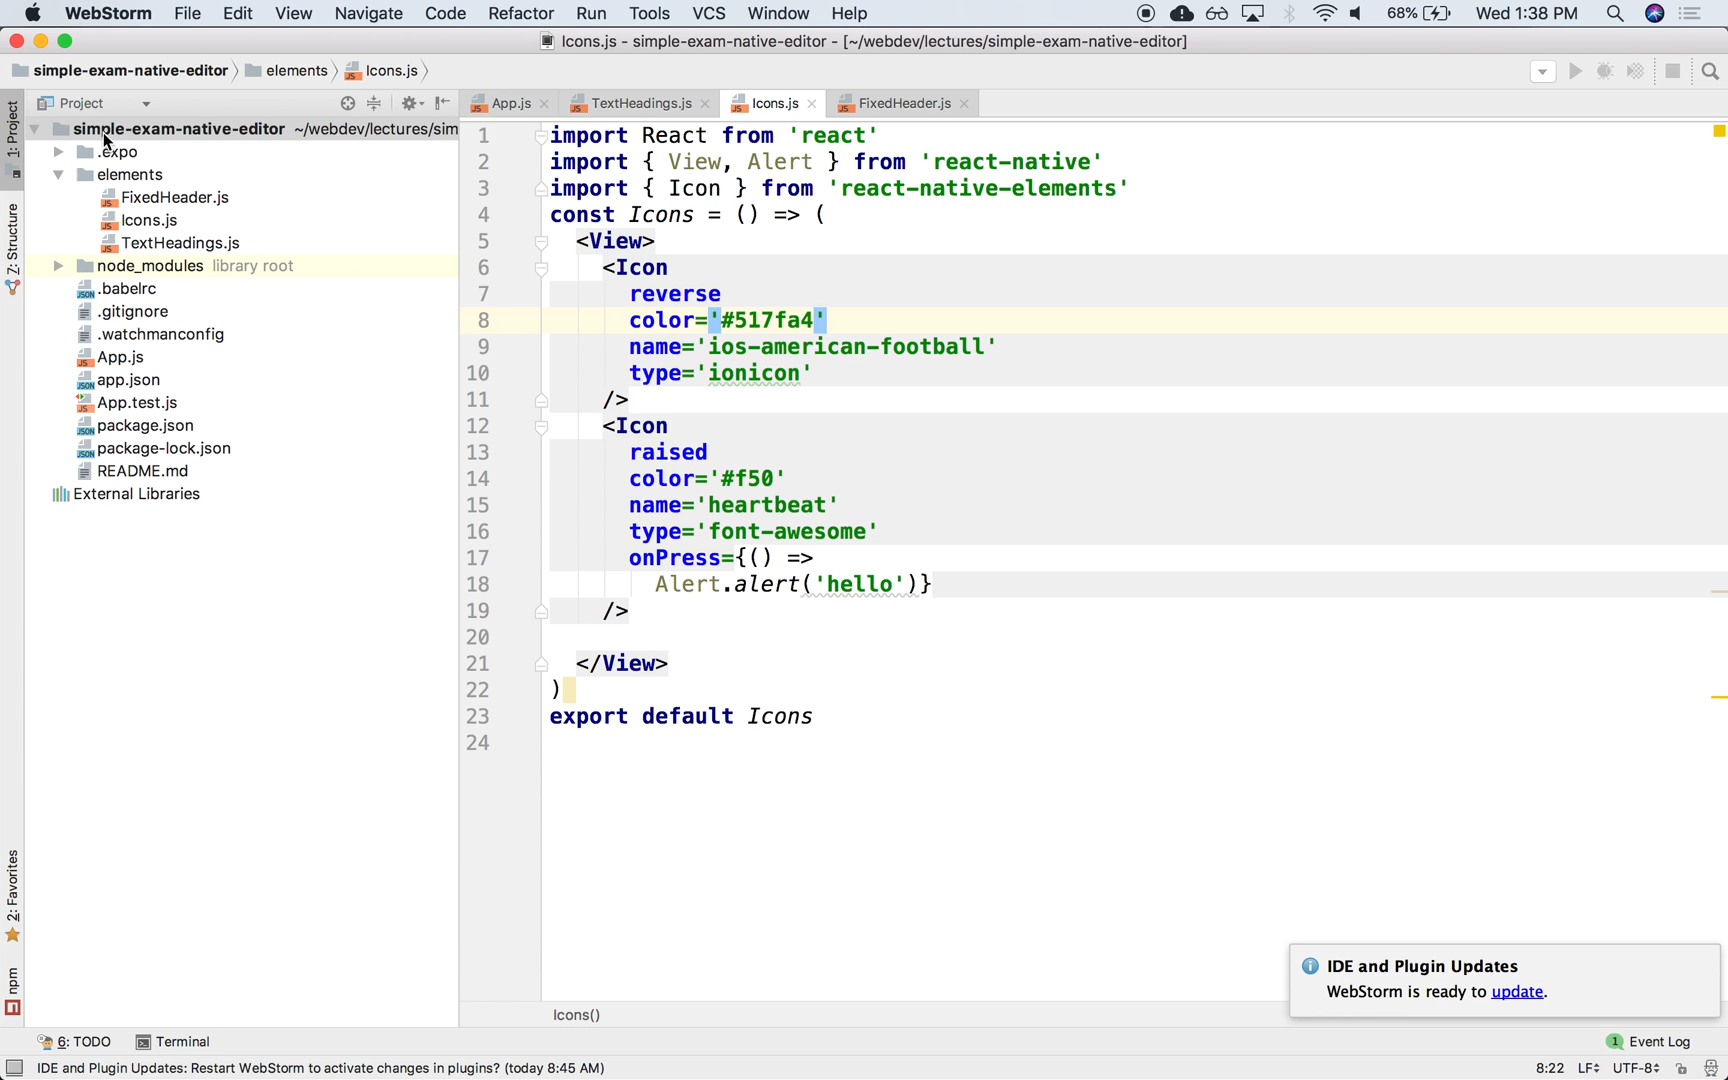 WebStorm File Edit View Navigate Code Refactor Run Tools VCS Window Help 68% Wed 1:38 PM
Icons.js - simple-exam-native-editor - [~/webdev/lectures/simple-exam-native-editor]
simple-exam-native-editor elements Icons.js
Project App.js TextHeadings.js Icons.js FixedHeader.js
1: Project
Z: Structure
2: Favorites
npm
simple-exam-native-editor ~/webdev/lectures/sim
.expo
elements
FixedHeader.js
Icons.js
TextHeadings.js
node_modules library root
.babelrc
.gitignore
.watchmanconfig
App.js
app.json
App.test.js
package.json
package-lock.json
README.md
External Libraries
1 import React from 'react'
2 import { View, Alert } from 'react-native'
3 import { Icon } from 'react-native-elements'
4 const Icons = () => (
5 <View>
6 <Icon
7 reverse
8 color='#517fa4'
9 name='ios-american-football'
10 type='ionicon'
11 />
12 <Icon
13 raised
14 color='#f50'
15 name='heartbeat'
16 type='font-awesome'
17 onPress={() =>
18 Alert.alert('hello')}
19 />
20
21 </View>
22 )
23 export default Icons
24
IDE and Plugin Updates
WebStorm is ready to update.
Icons()
6: TODO Terminal 1 Event Log
IDE and Plugin Updates: Restart WebStorm to activate changes in plugins? (today 8:45 AM) 8:22 LF UTF-8